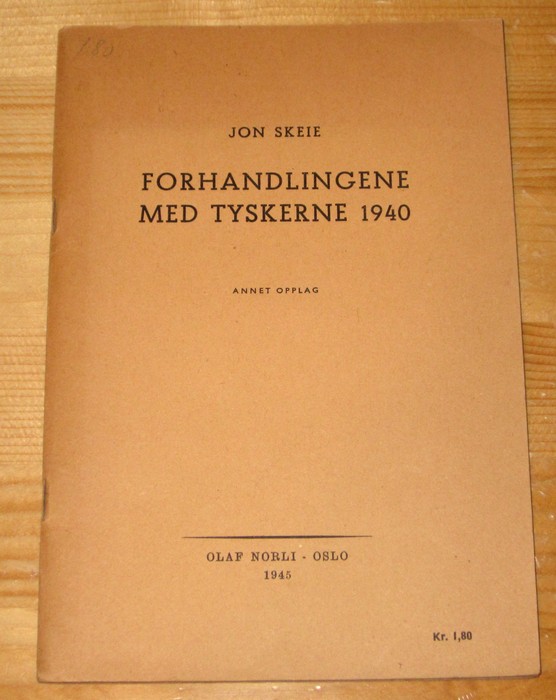 JON SKEIE
FORHANDLINGENE
MED TYSKERNE 1940
ANNET OPPLAG
OLAF NORLI - OSLO
1945
Kr. 1,80